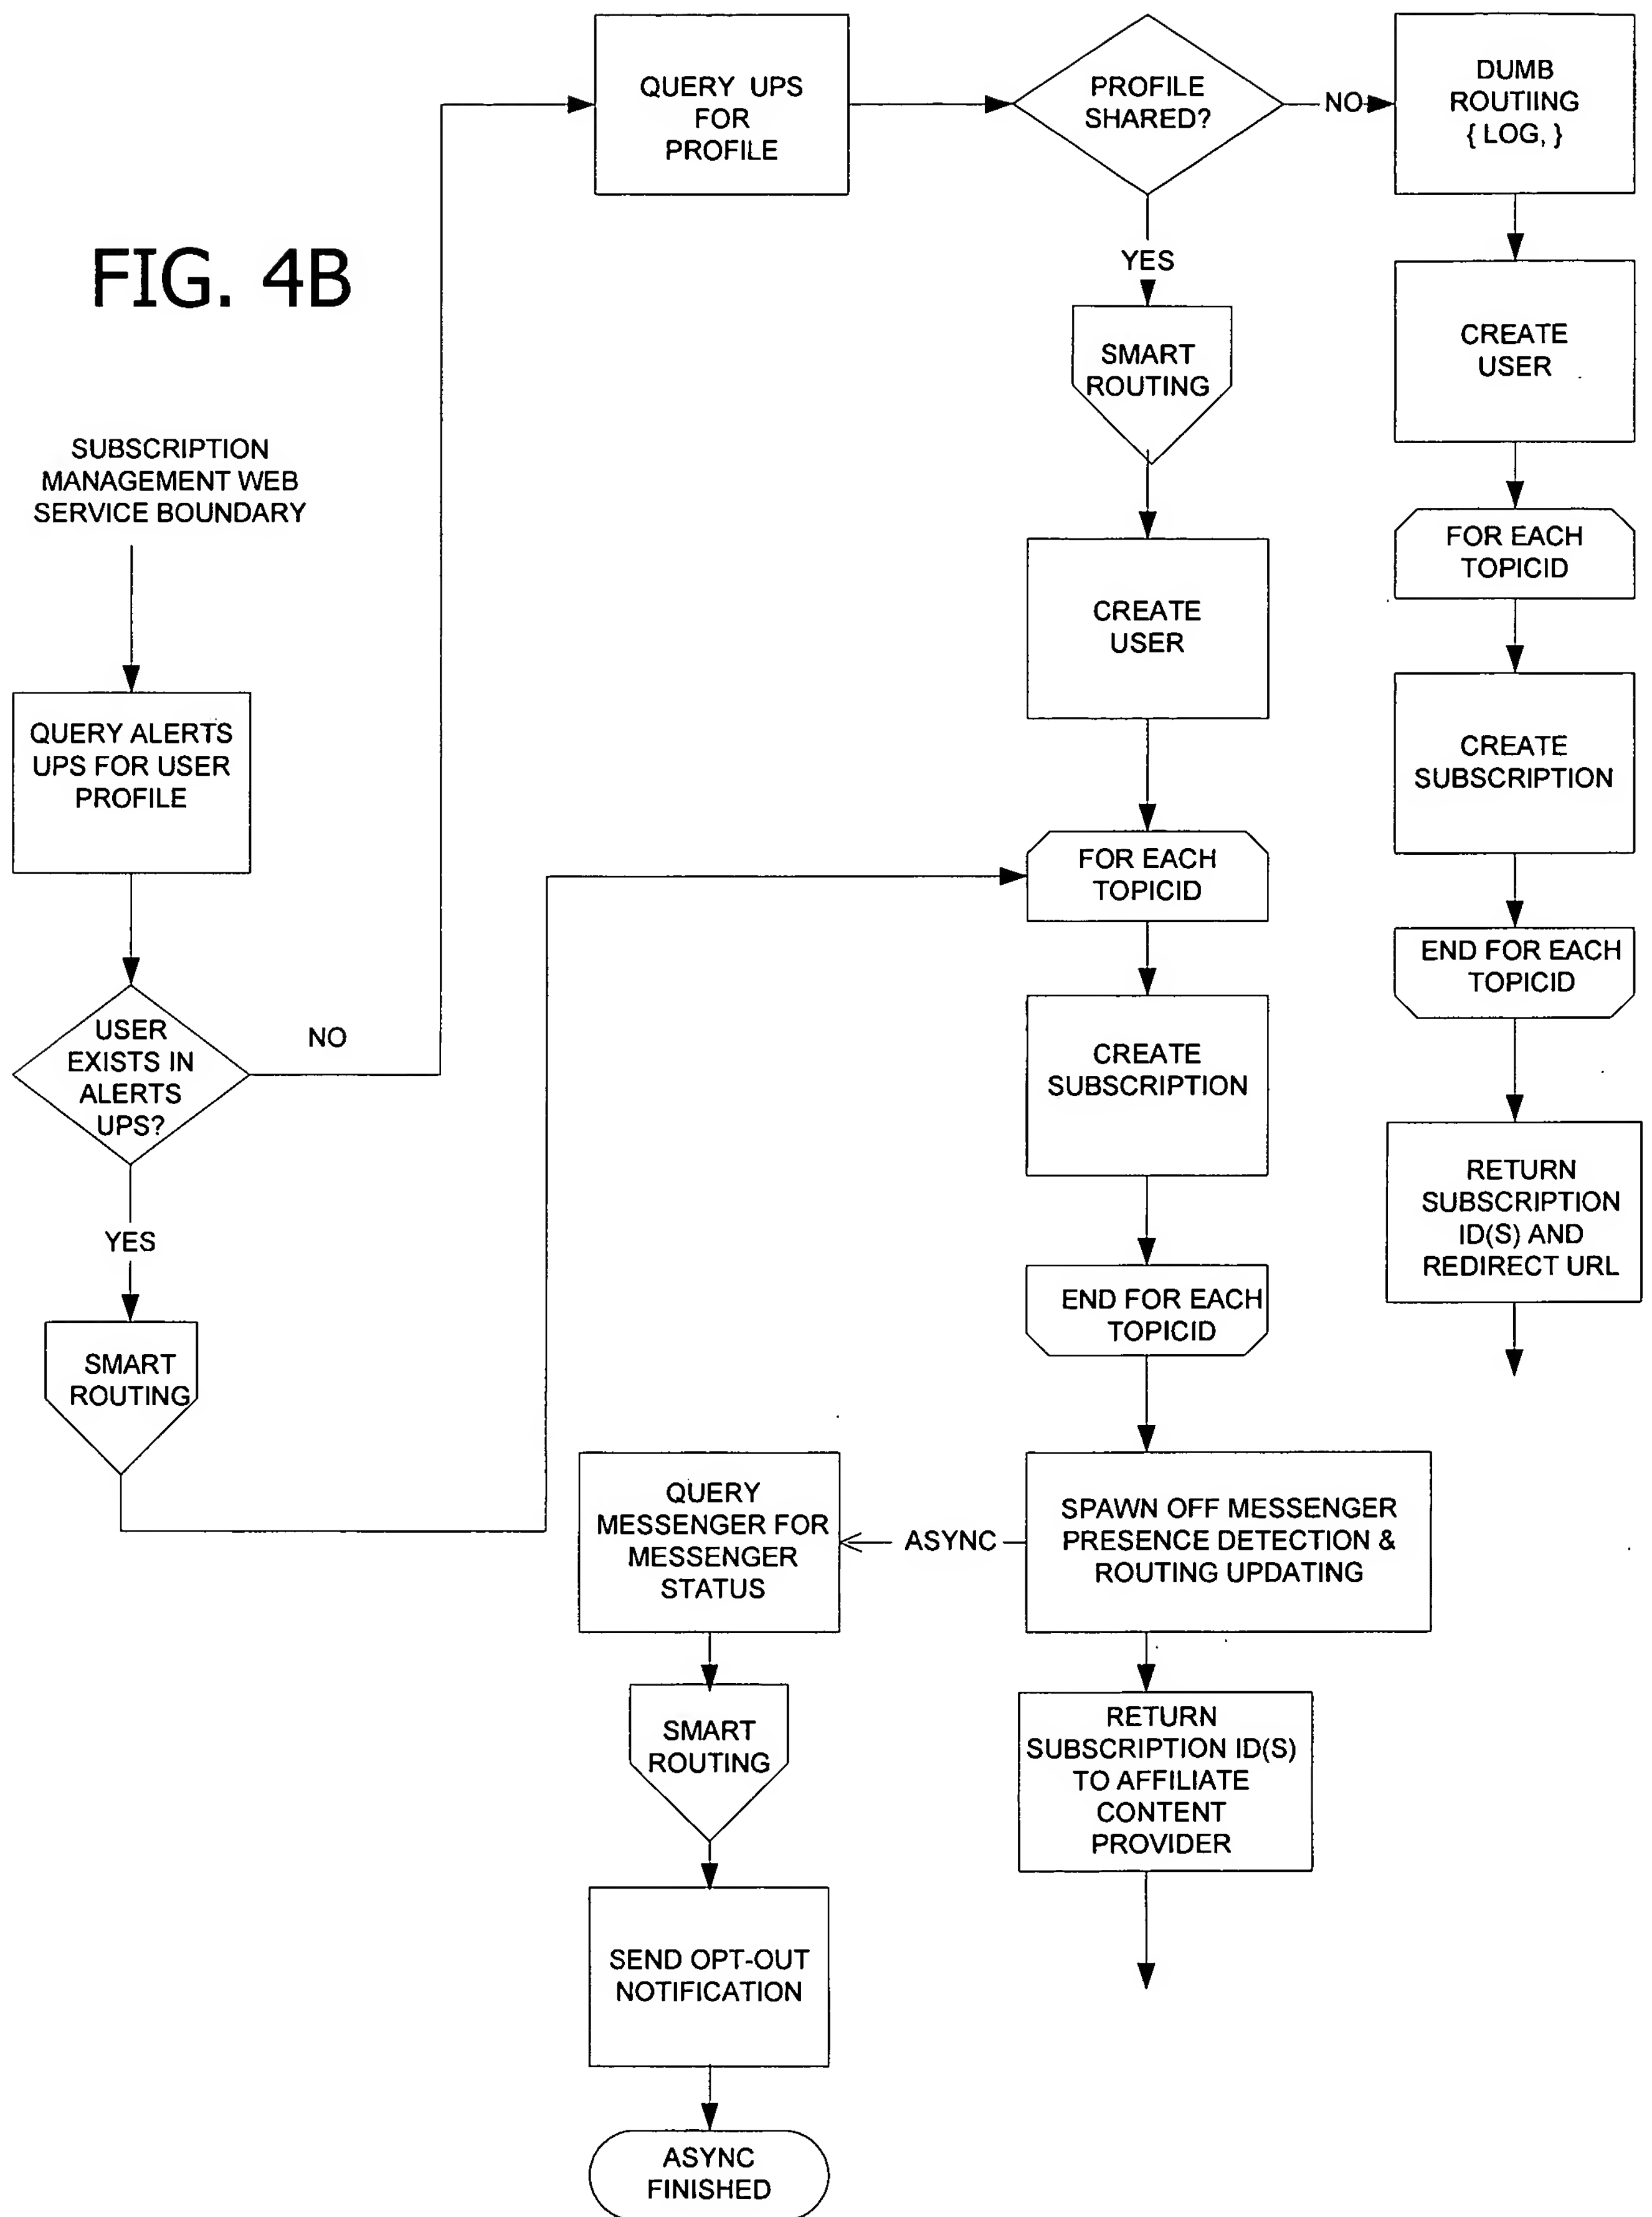 QUERY UPS
FOR
PROFILE
PROFILE
SHARED?
NO
DUMB
ROUTIING
{ LOG, }
FIG. 4B
YES
SMART
ROUTING
CREATE
USER
SUBSCRIPTION
MANAGEMENT WEB
SERVICE BOUNDARY
FOR EACH
TOPICID
CREATE
USER
QUERY ALERTS
UPS FOR USER
PROFILE
CREATE
SUBSCRIPTION
FOR EACH
TOPICID
END FOR EACH
TOPICID
USER
EXISTS IN
ALERTS
UPS?
NO
CREATE
SUBSCRIPTION
RETURN
SUBSCRIPTION
ID(S) AND
REDIRECT URL
YES
END FOR EACH
TOPICID
SMART
ROUTING
QUERY
MESSENGER FOR
MESSENGER
STATUS
ASYNC
SPAWN OFF MESSENGER
PRESENCE DETECTION &
ROUTING UPDATING
SMART
ROUTING
RETURN
SUBSCRIPTION ID(S)
TO AFFILIATE
CONTENT
PROVIDER
SEND OPT-OUT
NOTIFICATION
ASYNC
FINISHED